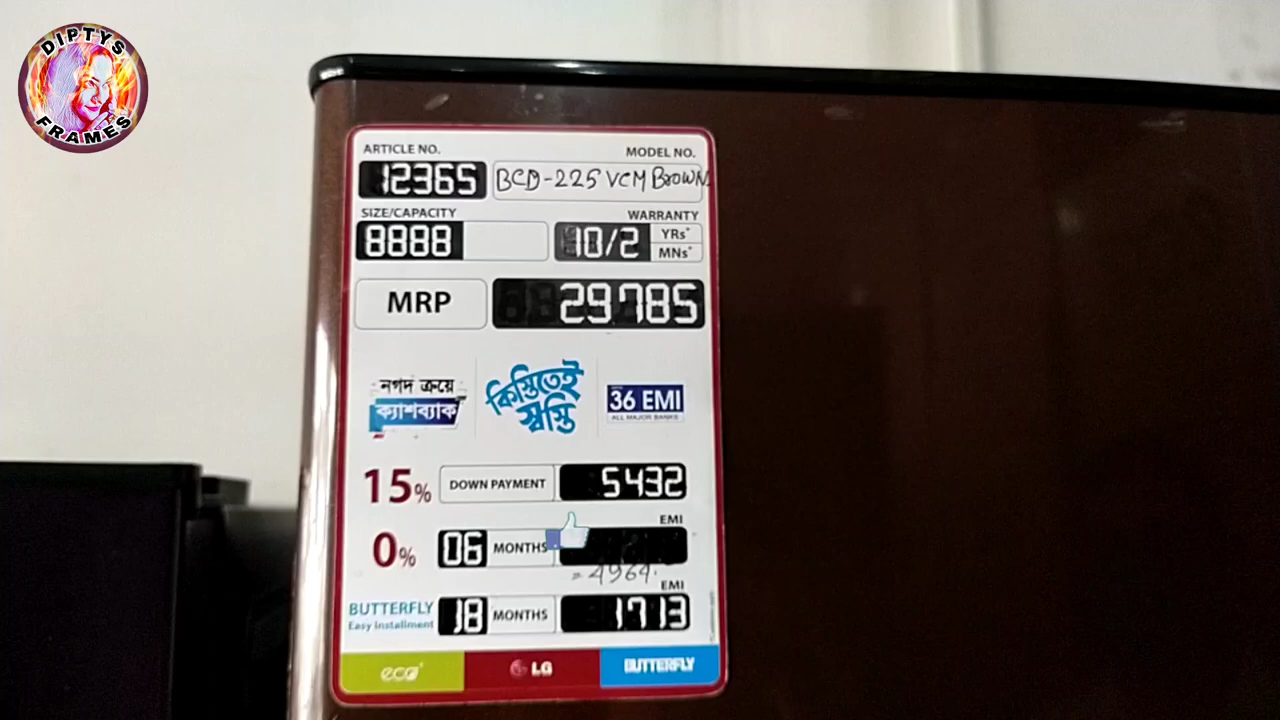 DIPTYS
FRAMES
ARTICLE NO. MODEL NO.
12365 BCD-225 VCM BROWN
SIZE/CAPACITY WARRANTY
8888 10/2 YRs*
MNs*
MRP 29785
নগদ ক্রয়ে
ক্যাশব্যাক
কিস্তিতেই
স্বস্তি
36 EMI
ALL MAJOR BANKS
15% DOWN PAYMENT 5432
EMI
0% 06 MONTHS
= 4964.
EMI
BUTTERFLY 18 MONTHS 1713
Easy Installment
eco+ LG BUTTERFLY